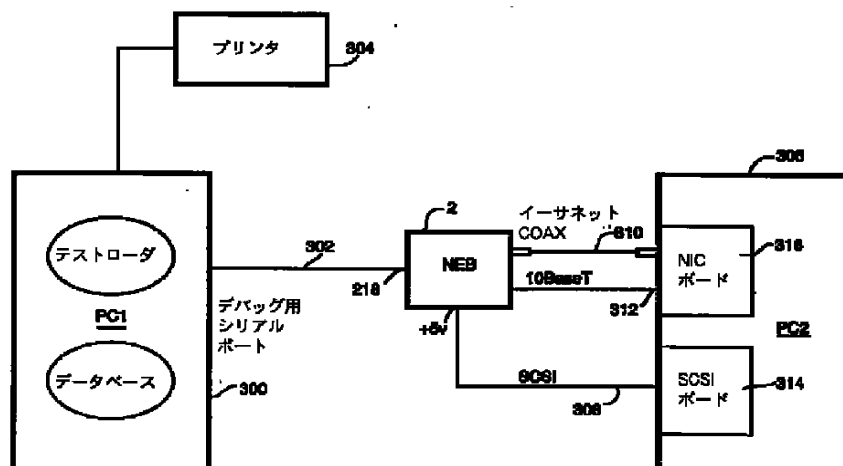 プリンタ
304
305
2
イーサネット
COAX
310
テストローダ
302
NEB
NIC
ボード
316
218
10BaseT
312
PC1
デバッグ用
シリアル
ポート
+5v
PC2
データベース
300
SCSI
308
SCSI
ボード
314